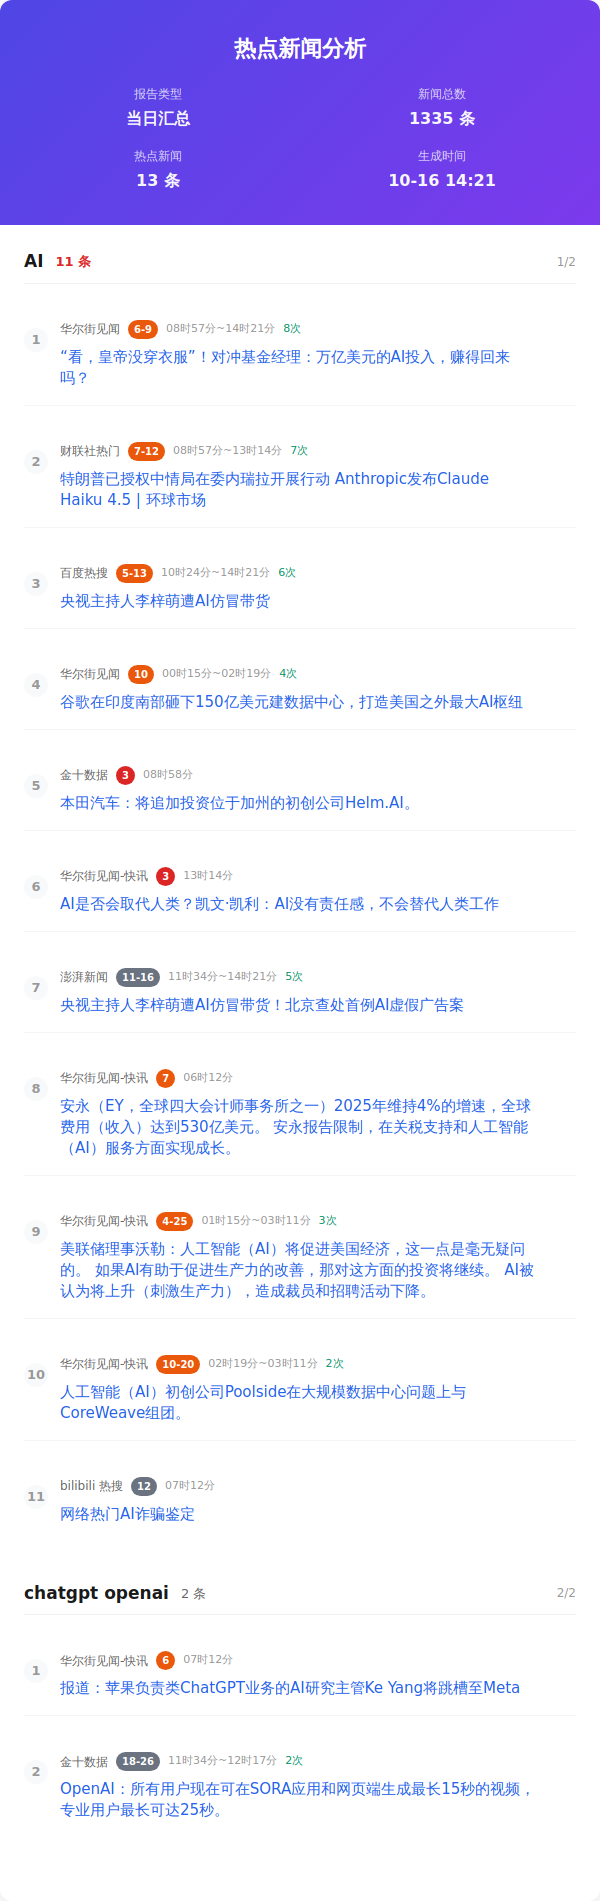 热点新闻分析
报告类型
新闻总数
当日汇总
1335 条
热点新闻
生成时间
13 条
10-16 14:21
AI 11 条 1/2
1
华尔街见闻 6-9 08时57分~14时21分 8次
“看，皇帝没穿衣服”！对冲基金经理：万亿美元的AI投入，赚得回来
吗？
2
财联社热门 7-12 08时57分~13时14分 7次
特朗普已授权中情局在委内瑞拉开展行动 Anthropic发布Claude
Haiku 4.5 | 环球市场
3
百度热搜 5-13 10时24分~14时21分 6次
央视主持人李梓萌遭AI仿冒带货
4
华尔街见闻 10 00时15分~02时19分 4次
谷歌在印度南部砸下150亿美元建数据中心，打造美国之外最大AI枢纽
5
金十数据 3 08时58分
本田汽车：将追加投资位于加州的初创公司Helm.AI。
6
华尔街见闻-快讯 3 13时14分
AI是否会取代人类？凯文·凯利：AI没有责任感，不会替代人类工作
7
澎湃新闻 11-16 11时34分~14时21分 5次
央视主持人李梓萌遭AI仿冒带货！北京查处首例AI虚假广告案
8
华尔街见闻-快讯 7 06时12分
安永（EY，全球四大会计师事务所之一）2025年维持4%的增速，全球
费用（收入）达到530亿美元。 安永报告限制，在关税支持和人工智能
（AI）服务方面实现成长。
9
华尔街见闻-快讯 4-25 01时15分~03时11分 3次
美联储理事沃勒：人工智能（AI）将促进美国经济，这一点是毫无疑问
的。 如果AI有助于促进生产力的改善，那对这方面的投资将继续。 AI被
认为将上升（刺激生产力），造成裁员和招聘活动下降。
10
华尔街见闻-快讯 10-20 02时19分~03时11分 2次
人工智能（AI）初创公司Poolside在大规模数据中心问题上与
CoreWeave组团。
11
bilibili 热搜 12 07时12分
网络热门AI诈骗鉴定
chatgpt openai 2 条 2/2
1
华尔街见闻-快讯 6 07时12分
报道：苹果负责类ChatGPT业务的AI研究主管Ke Yang将跳槽至Meta
2
金十数据 18-26 11时34分~12时17分 2次
OpenAI：所有用户现在可在SORA应用和网页端生成最长15秒的视频，
专业用户最长可达25秒。